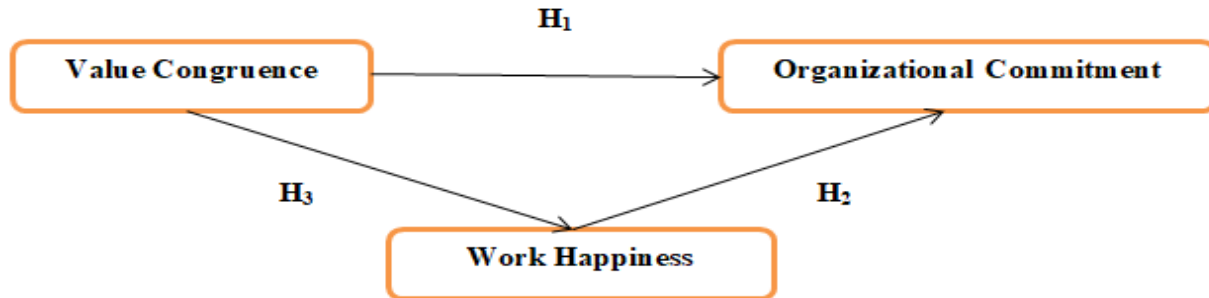 H₁
Value Congruence
Organizational Commitment
H₃
H₂
Work Happiness